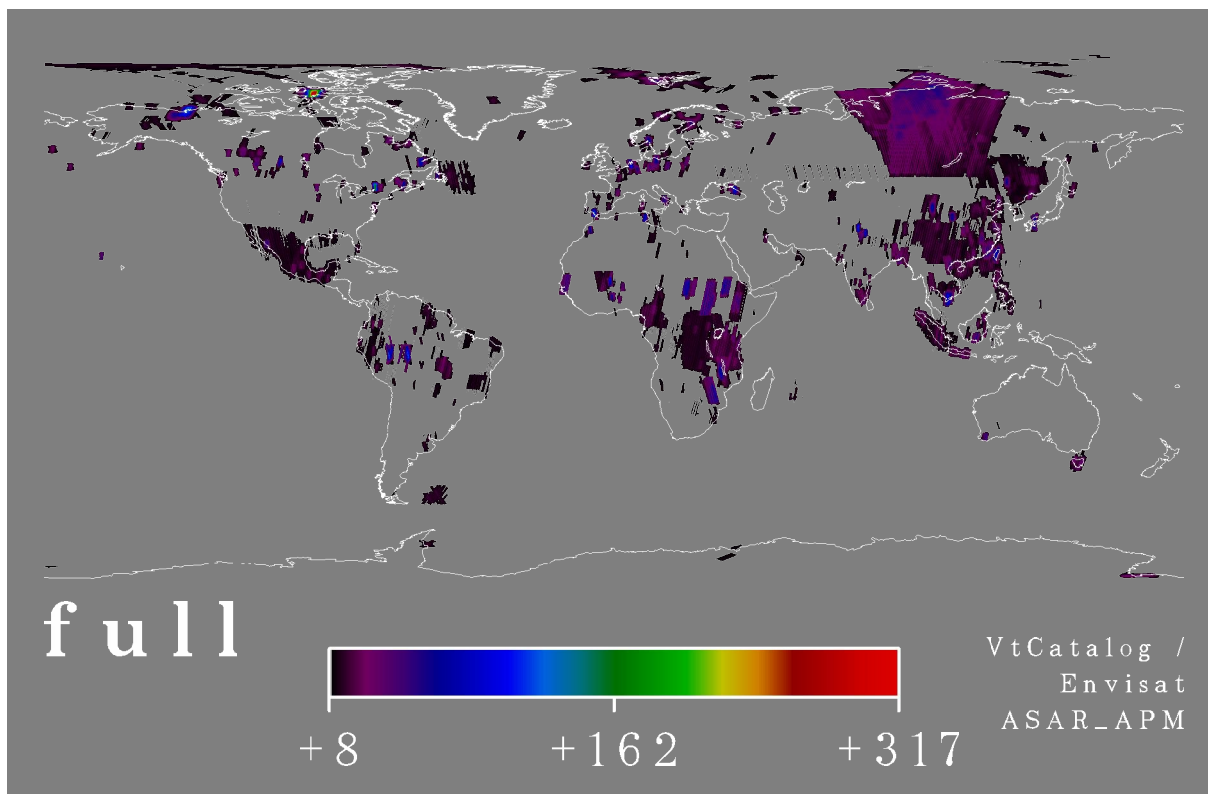 full
VtCatalog /
Envisat
ASAR_APM
+8
+162
+317